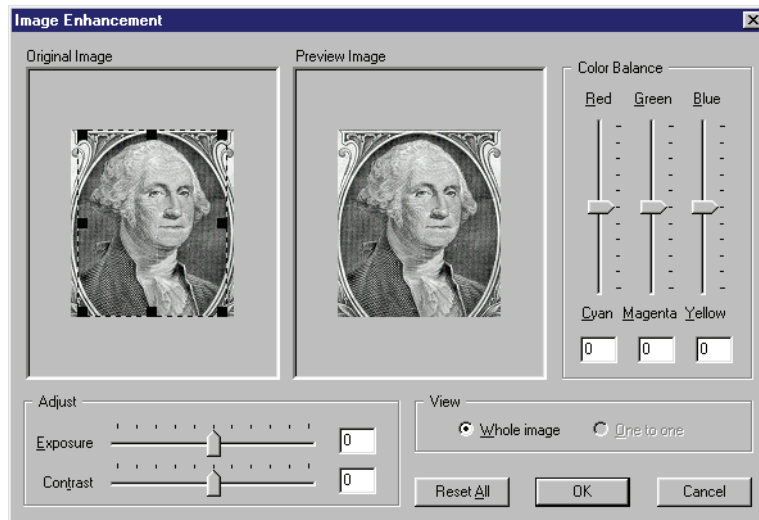 Image Enhancement
Original Image
Preview Image
Color Balance
Red Green Blue
Cyan Magenta Yellow
0 0 0
Adjust
Exposure 0
Contrast 0
View
Whole image One to one
Reset All OK Cancel